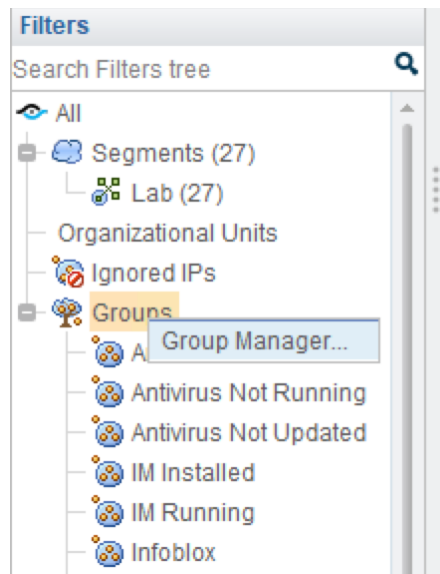 Filters
Search Filters tree
All
Segments (27)
Lab (27)
Organizational Units
Ignored IPs
Groups
Group Manager...
Antivirus Not Running
Antivirus Not Updated
IM Installed
IM Running
Infoblox